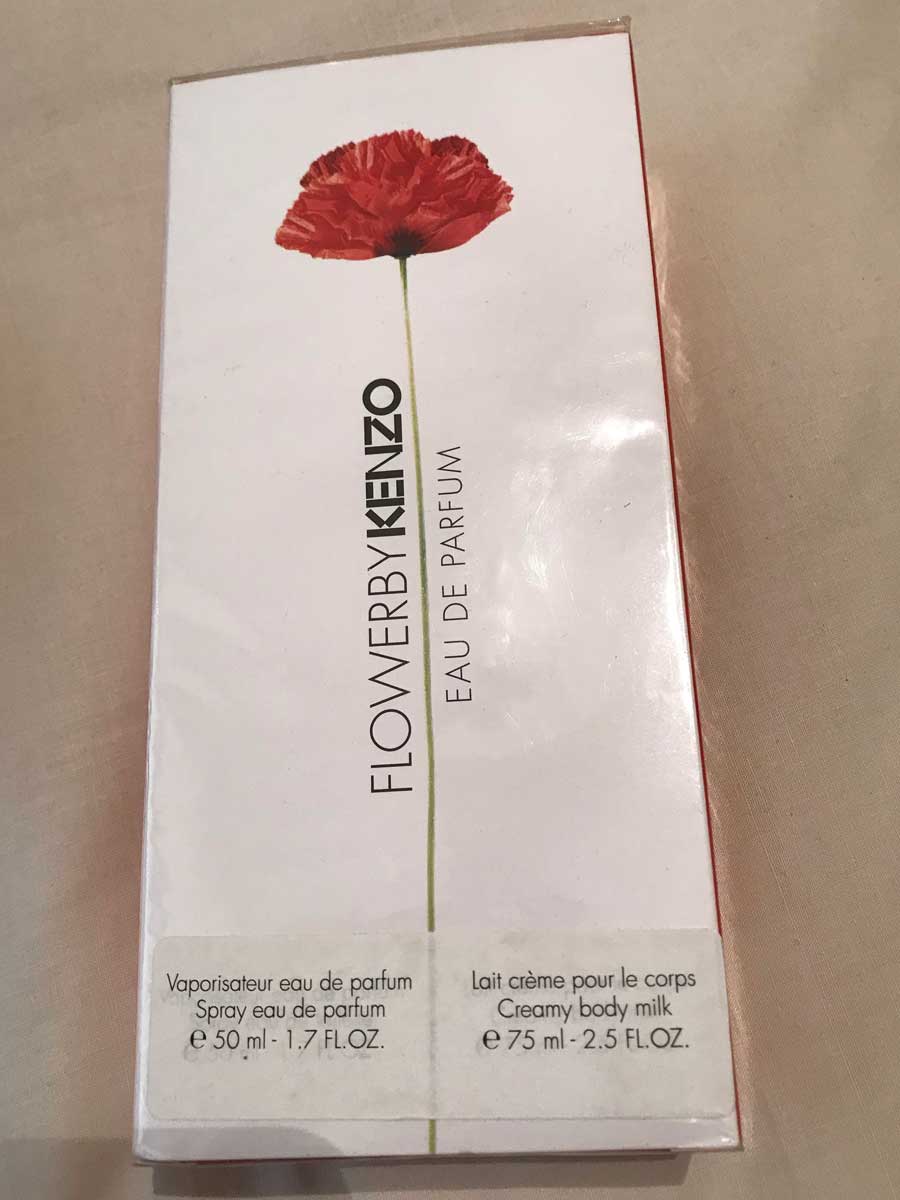 FLOWERBYKENZO
EAU DE PARFUM
Vaporisateur eau de parfum
Spray eau de parfum
e 50 ml - 1.7 FL.OZ.
Lait crème pour le corps
Creamy body milk
e 75 ml - 2.5 FL.OZ.